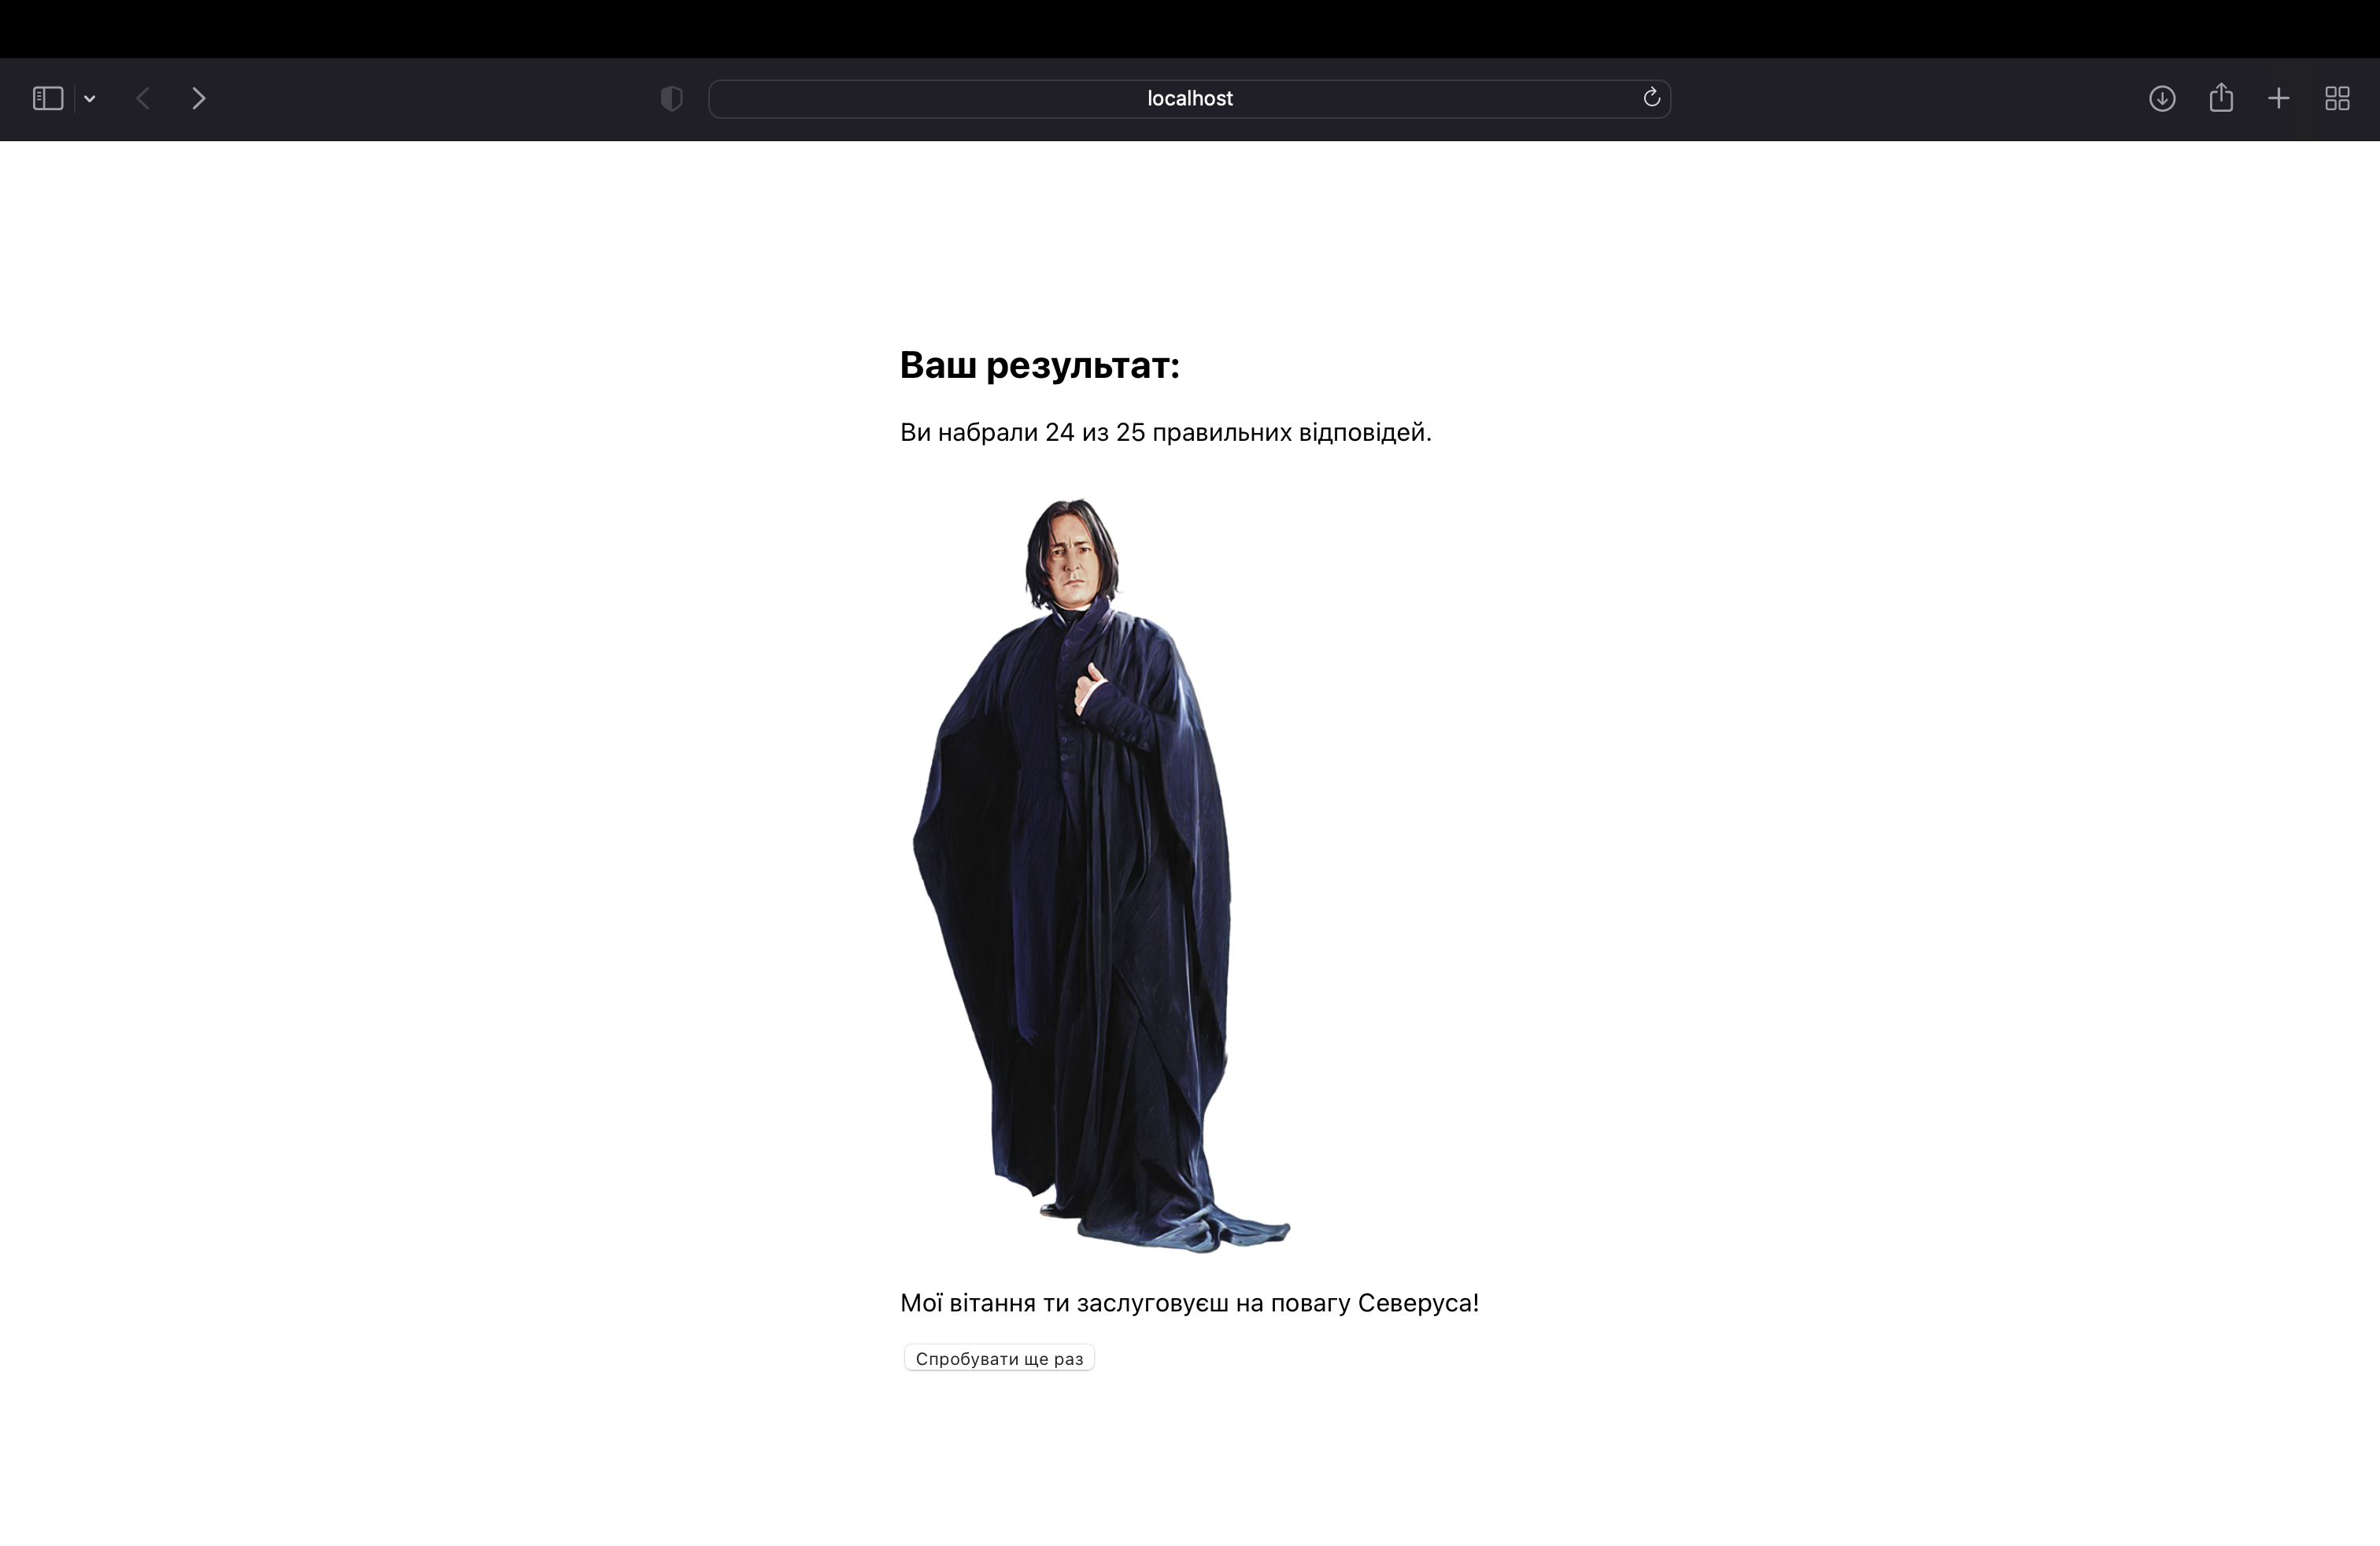 localhost
Ваш результат:
Ви набрали 24 из 25 правильних відповідей.
Мої вітання ти заслуговуєш на повагу Северуса!
Спробувати ще раз